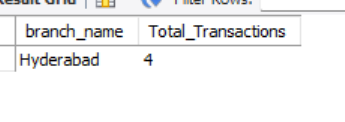 Result Grid Filter Rows:
branch_name Total_Transactions
Hyderabad 4